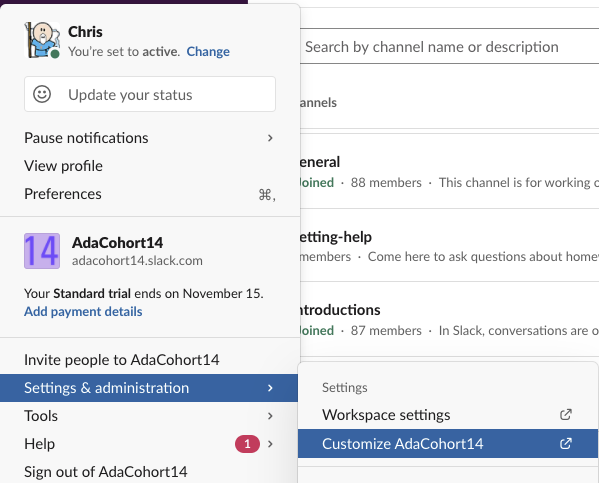 Chris
You're set to active. Change
Update your status
Pause notifications
View profile
Preferences ⌘,
14 AdaCohort14
adacohort14.slack.com
Your Standard trial ends on November 15.
Add payment details
Invite people to AdaCohort14
Settings & administration
Tools
Help 1
Sign out of AdaCohort14
Search by channel name or description
annels
eneral
Joined · 88 members · This channel is for working o
etting-help
members · Come here to ask questions about home
ntroductions
Joined · 87 members · In Slack, conversations are o
Settings
Workspace settings
Customize AdaCohort14